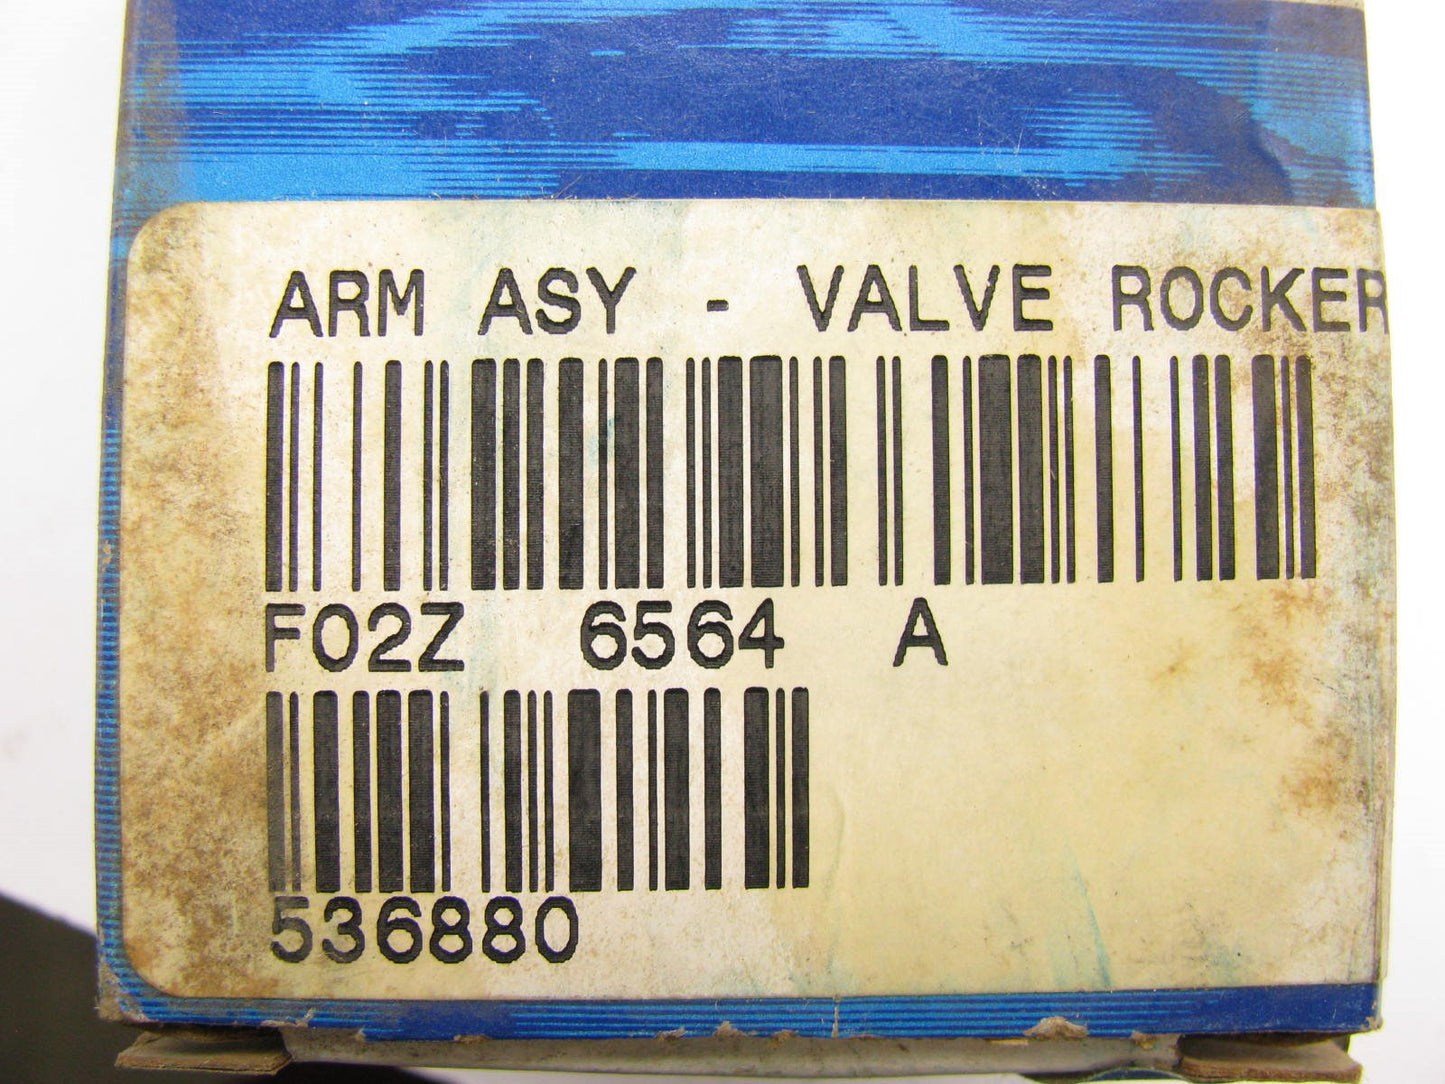 ARM ASY - VALVE ROCKER
F02Z 6564 A
536880